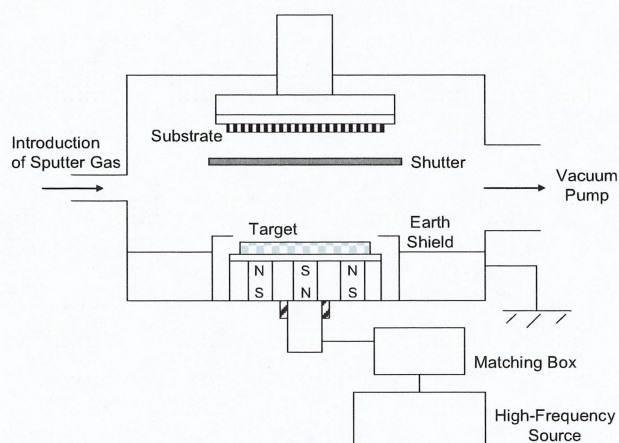 Substrate
Introduction
of Sputter Gas
Shutter
Vacuum
Pump
Target
Earth
Shield
N S N
S N S
Matching Box
High-Frequency
Source